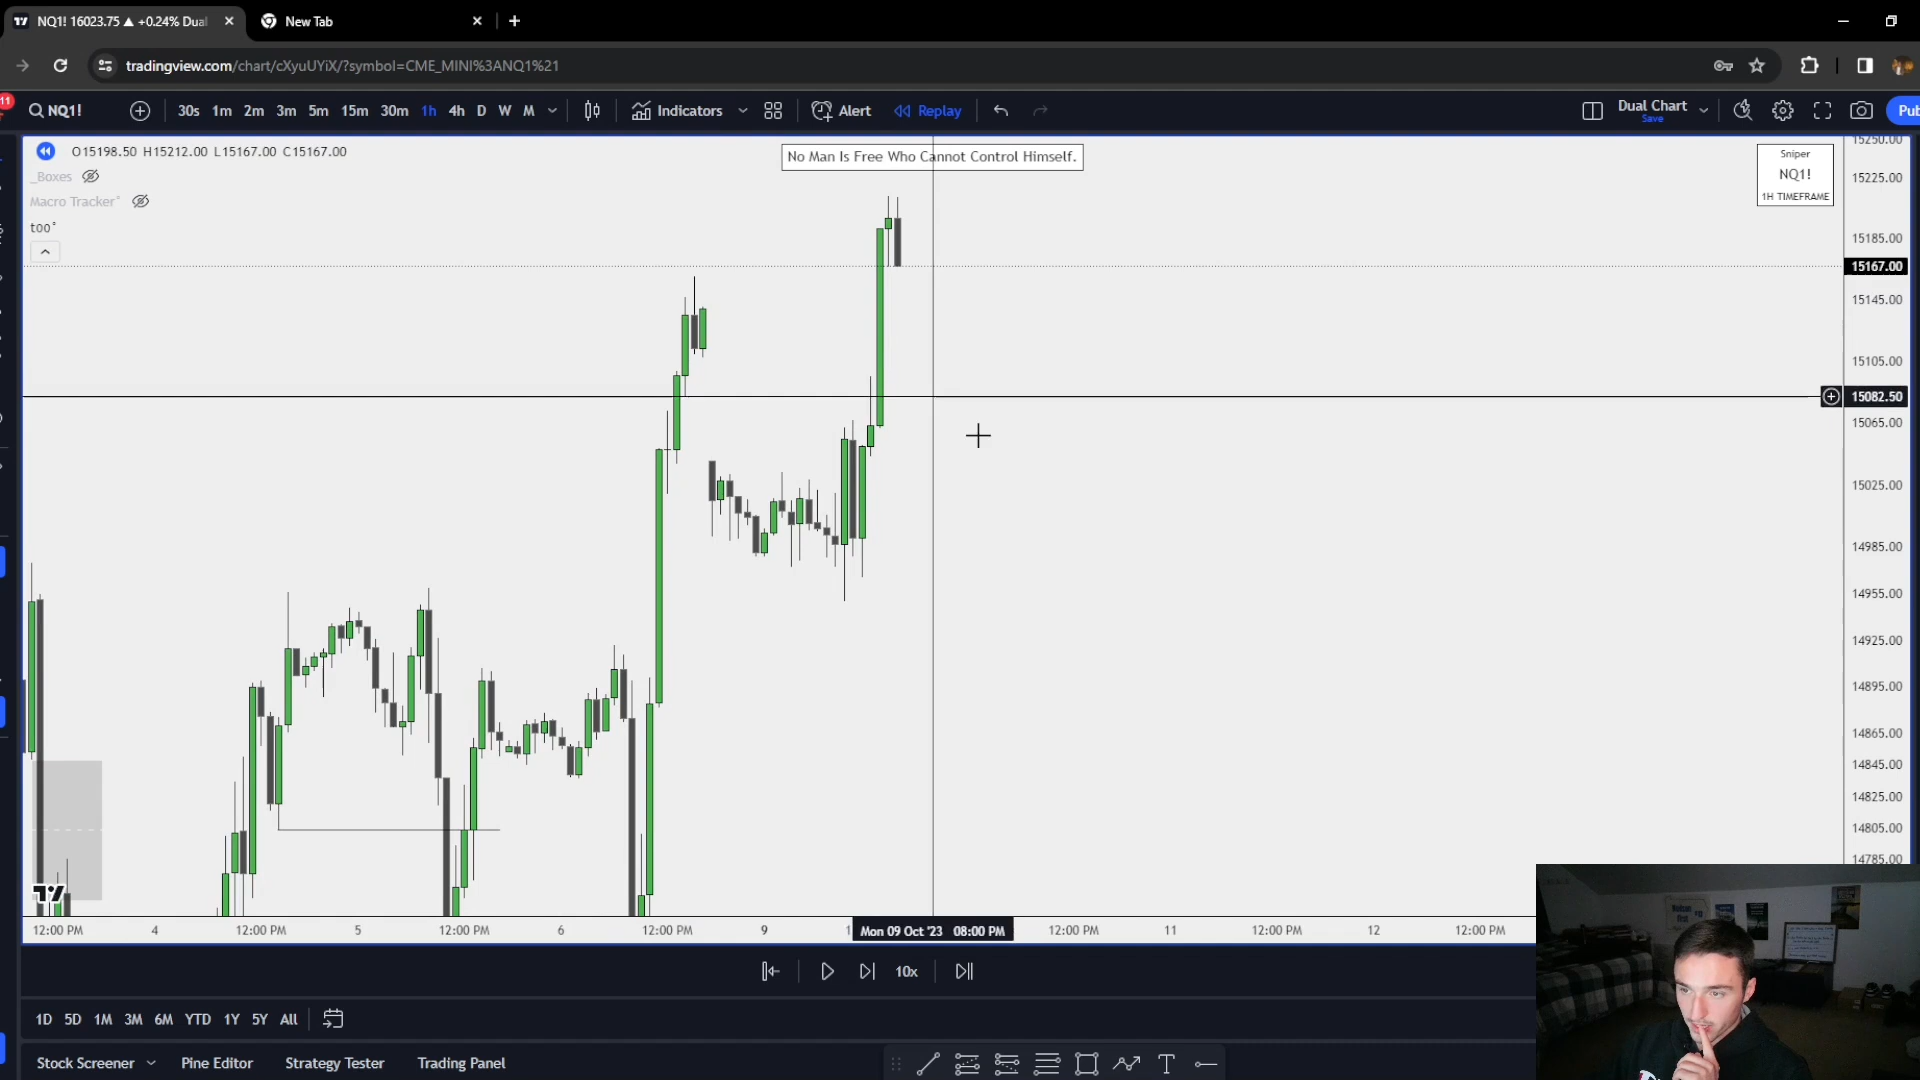 NQ1! 16023.75 ▲ +0.24% Dual
New Tab
tradingview.com/chart/cXyuUYiX/?symbol=CME_MINI%3ANQ1%21
11
NQ1!
30s 1m 2m 3m 5m 15m 30m 1h 4h D W M
Indicators
Alert
Replay
Dual Chart
Save
Pub
O15198.50 H15212.00 L15167.00 C15167.00
_Boxes
Macro Tracker°
too°
No Man Is Free Who Cannot Control Himself.
Sniper
NQ1!
1H TIMEFRAME
15250.00
15225.00
15185.00
15167.00
15145.00
15105.00
15082.50
15065.00
15025.00
14985.00
14955.00
14925.00
14895.00
14865.00
14845.00
14825.00
14805.00
14785.00
12:00 PM 4 12:00 PM 5 12:00 PM 6 12:00 PM 9 1 Mon 09 Oct '23 08:00 PM 12:00 PM 11 12:00 PM 12 12:00 PM
10x
1D 5D 1M 3M 6M YTD 1Y 5Y All
Stock Screener Pine Editor Strategy Tester Trading Panel